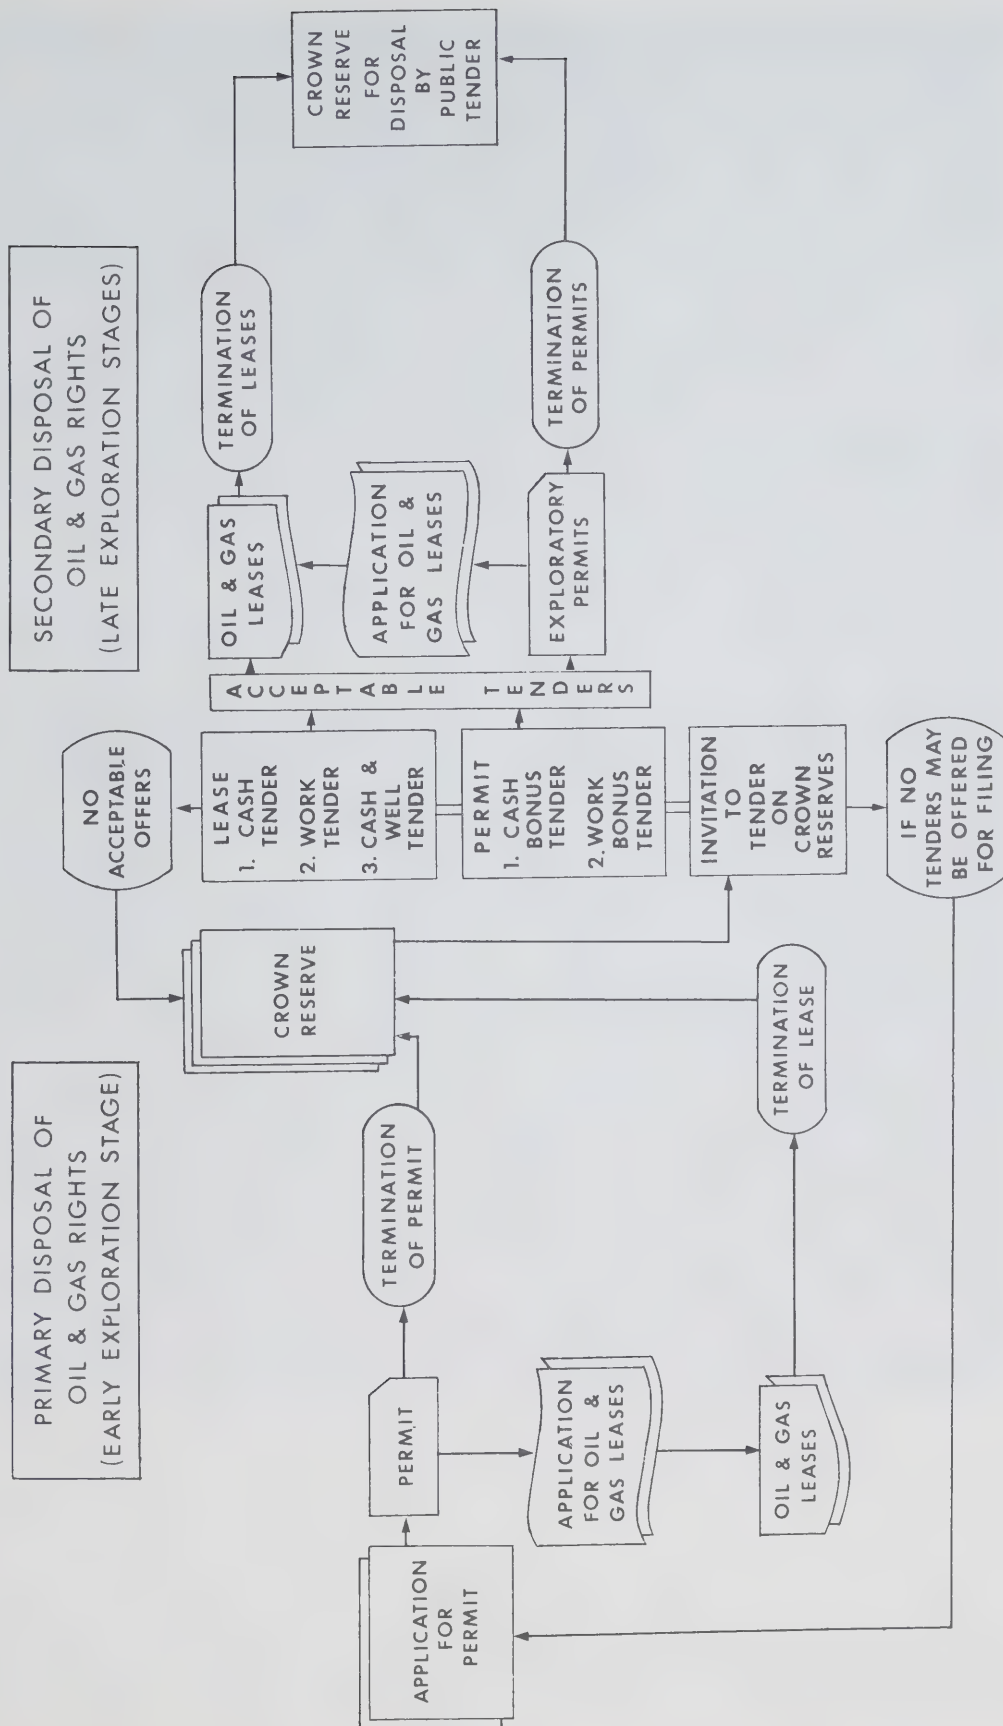 PRIMARY DISPOSAL OF
OIL & GAS RIGHTS
(EARLY EXPLORATION STAGE)
SECONDARY DISPOSAL OF
OIL & GAS RIGHTS
(LATE EXPLORATION STAGES)
APPLICATION
FOR
PERMIT
PERMIT
TERMINATION
OF PERMIT
APPLICATION
FOR OIL &
GAS LEASES
OIL & GAS
LEASES
TERMINATION
OF LEASE
CROWN
RESERVE
NO
ACCEPTABLE
OFFERS
LEASE
1. CASH
TENDER
2. WORK
TENDER
3. CASH &
WELL
TENDER
PERMIT
1. CASH
BONUS
TENDER
2. WORK
BONUS
TENDER
INVITATION
TO
TENDER
ON
CROWN
RESERVES
IF NO
TENDERS MAY
BE OFFERED
FOR FILING
ACCEPTABLE TENDERS
OIL & GAS
LEASES
APPLICATION
FOR OIL &
GAS LEASES
EXPLORATORY
PERMITS
TERMINATION
OF LEASES
TERMINATION
OF PERMITS
CROWN
RESERVE
FOR
DISPOSAL
BY
PUBLIC
TENDER